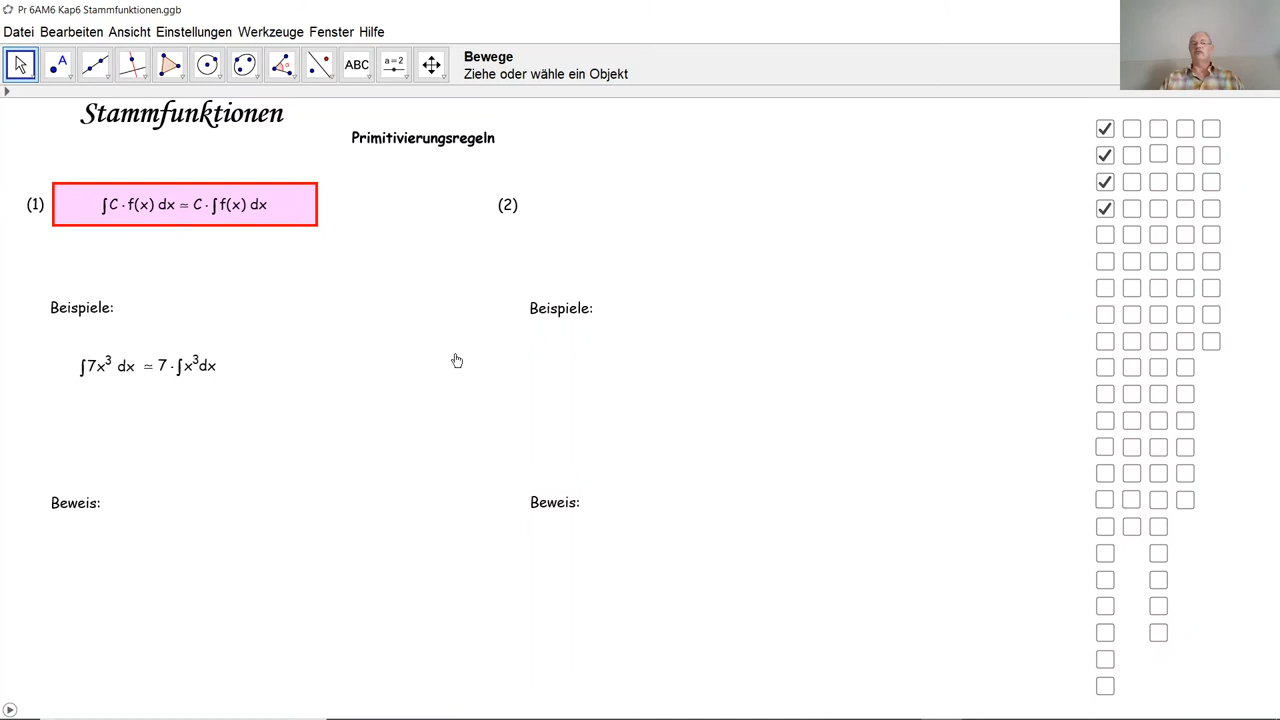 Pr 6AM6 Kap6 Stammfunktionen.ggb
Datei Bearbeiten Ansicht Einstellungen Werkzeuge Fenster Hilfe
A
ABC
a=2
Bewege
Ziehe oder wähle ein Objekt
Stammfunktionen
Primitivierungsregeln
(1) ∫C · f(x) dx ≃ C · ∫f(x) dx
(2)
Beispiele:
Beispiele:
∫7x³ dx ≃ 7 · ∫x³dx
Beweis:
Beweis: